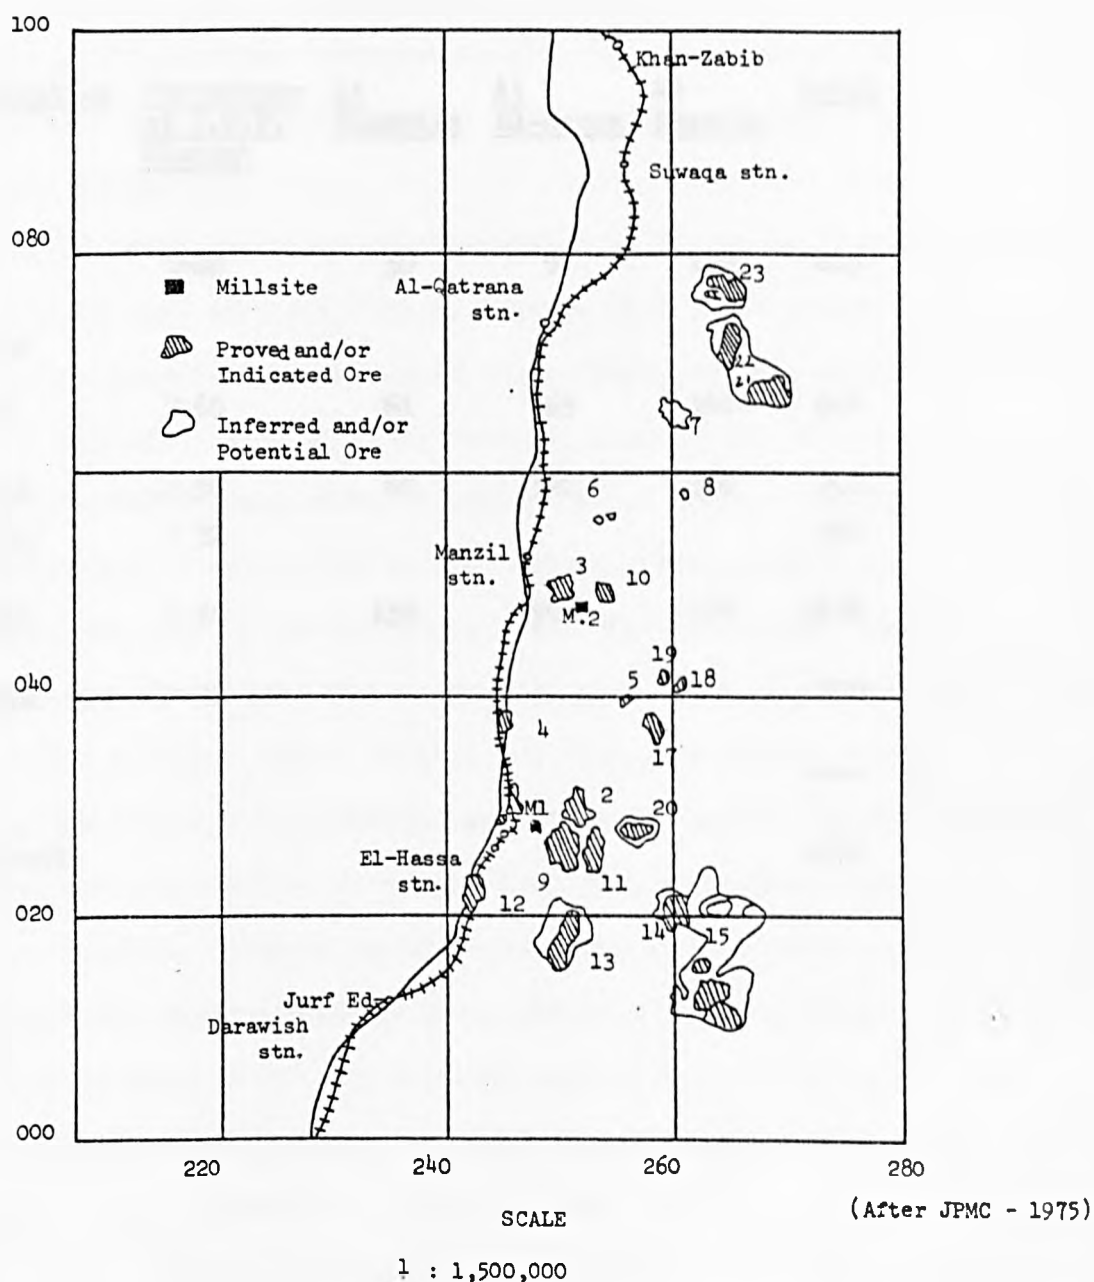 100
Khan-Zabib
Suwaqa stn.
080
23
Millsite
Al-Qatrana
stn.
Proved and/or
Indicated Ore
22
Inferred and/or
Potential Ore
7
6
8
Manzil
stn.
3
10
M.2
19
5
18
040
4
17
M1
2
20
El-Hassa
stn.
9
11
12
020
14
15
13
Jurf Ed
Darawish
stn.
000
220
240
260
280
(After JPMC - 1975)
SCALE
1 : 1,500,000